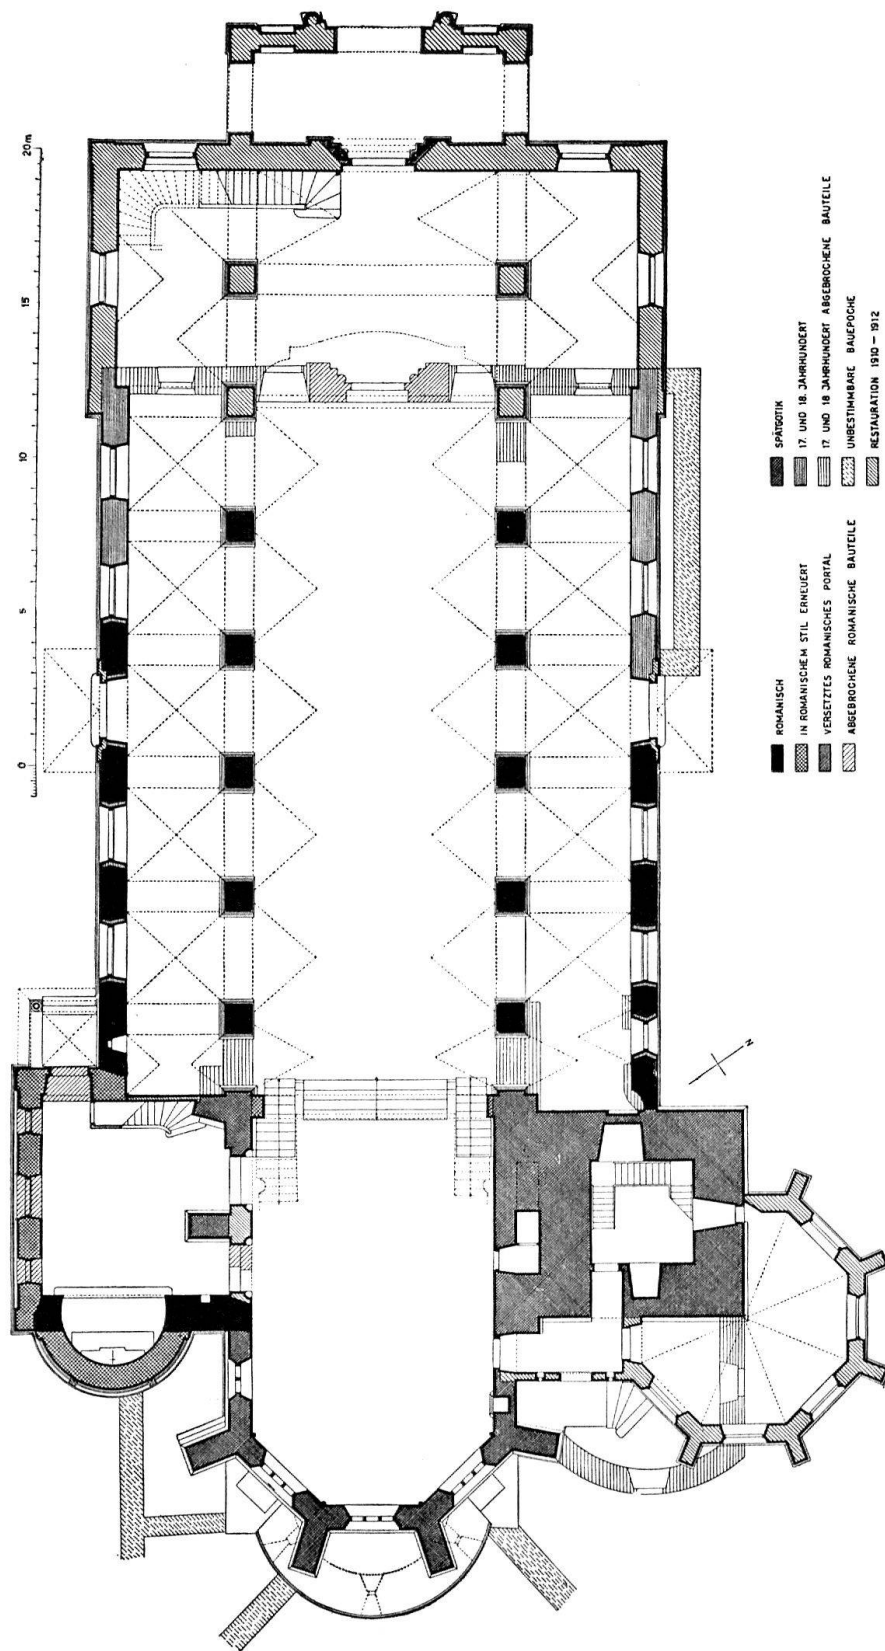 20m
15
10
5
0
N
ROMANISCH
IN ROMANISCHEM STIL ERNEUERT
VERSETZTES ROMANISCHES PORTAL
ABGEBROCHENE ROMANISCHE BAUTEILE
SPÄTGOTIK
17. UND 18. JAHRHUNDERT
17 UND 18 JAHRHUNDERT ABGEBROCHENE BAUTEILE
UNBESTIMMBARE BAUEPOCHE
RESTAURATION 1910 – 1912